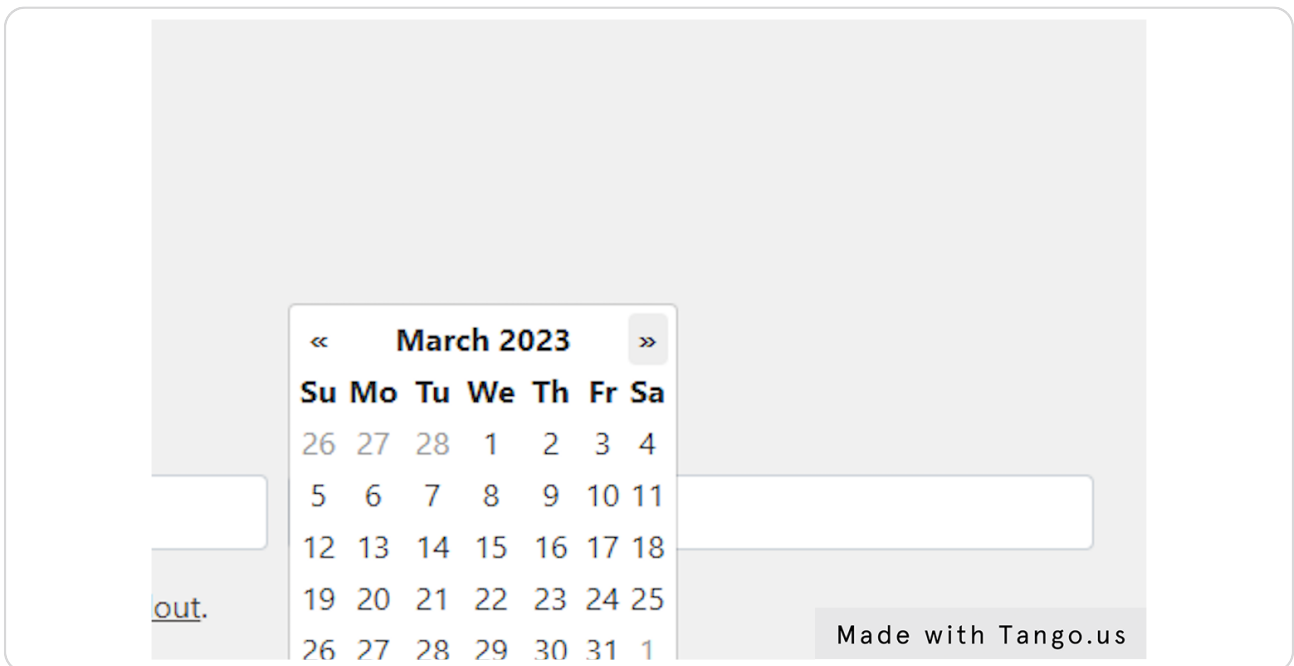 « March 2023 »
Su Mo Tu We Th Fr Sa
26 27 28 1 2 3 4
5 6 7 8 9 10 11
12 13 14 15 16 17 18
19 20 21 22 23 24 25
out.
26 27 28 29 30 31 1
Made with Tango.us